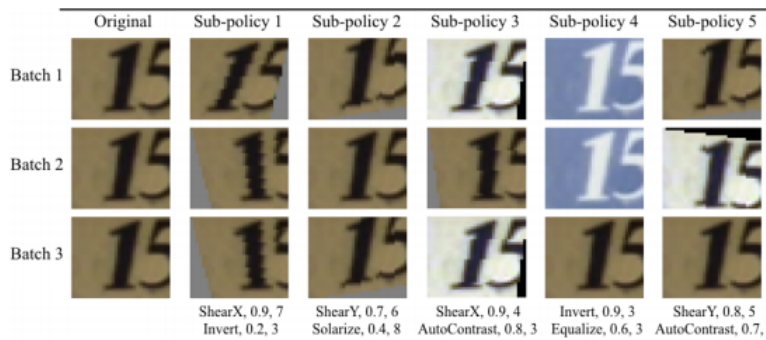 Original Sub-policy 1 Sub-policy 2 Sub-policy 3 Sub-policy 4 Sub-policy 5
Batch 1 15 15 15 15 15 15
Batch 2 15 15 15 15 15 15
Batch 3 15 15 15 15 15 15
ShearX, 0.9, 7 ShearY, 0.7, 6 ShearX, 0.9, 4 Invert, 0.9, 3 ShearY, 0.8, 5
Invert, 0.2, 3 Solarize, 0.4, 8 AutoContrast, 0.8, 3 Equalize, 0.6, 3 AutoContrast, 0.7,